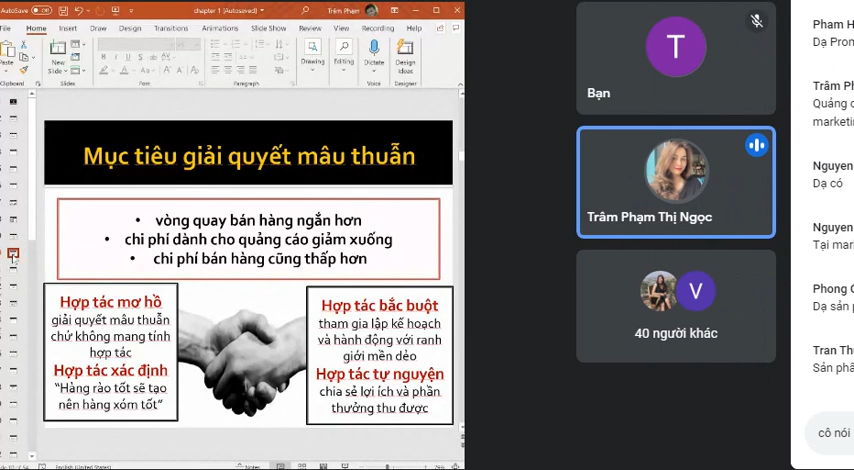 AutoSave Off
chapter 1 (Autosaved)
Trâm Phạm
File
Home Insert Draw Design Transitions Animations Slide Show
Review View
Paste
New
Slide
Drawing
Editing
Dictate
Design
Ideas
Clipboard
Slides
Font
Paragraph
Voice
Designer
Mục tiêu giải quyết mâu thuẫn
• vòng quay bán hàng ngắn hơn
• chi phí dành cho quảng cáo giảm xuống
• chi phí bán hàng cũng thấp hơn
Hợp tác mơ hồ
giải quyết mâu thuẫn
chứ không mang tính
hợp tác
Hợp tác xác định
“Hàng rào tốt sẽ tạo
nên hàng xóm tốt”
Hợp tác bắc buột
tham gia lập kế hoạch
và hành động với ranh
giới mền dẻo
Hợp tác tự nguyện
chia sẻ lợi ích và phần
thưởng thu được
English (United States)
Notes
T
Bạn
Trâm Phạm Thị Ngọc
V
40 người khác
Pham H
Dạ Pron
Trâm Ph
Quảng c
marketin
Nguyen
Dạ có
Nguyen
Tại mar
Phong C
Dạ sản p
Tran Th
Sản phẩ
cô nói